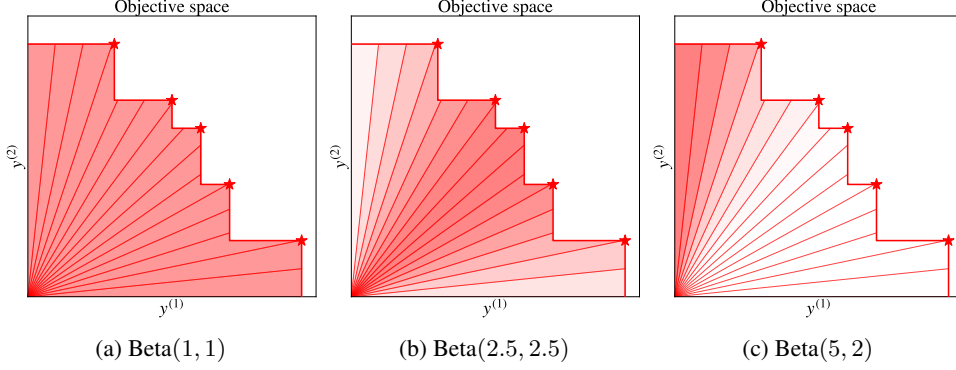 Objective space
Objective space
Objective space
y^(2)
y^(2)
y^(2)
y^(1)
y^(1)
y^(1)
(a) Beta(1, 1)
(b) Beta(2.5, 2.5)
(c) Beta(5, 2)